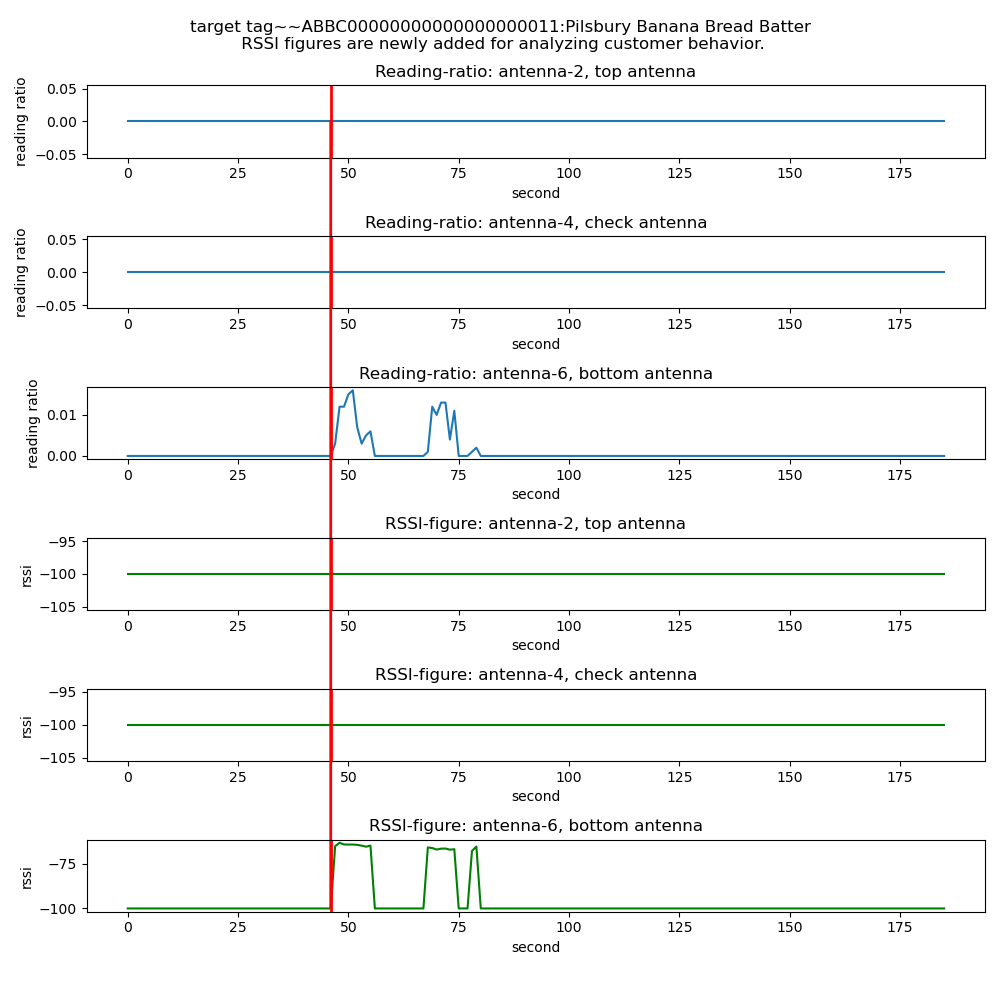 target tag~~ABBC00000000000000000011:Pilsbury Banana Bread Batter
RSSI figures are newly added for analyzing customer behavior.
Reading-ratio: antenna-2, top antenna
reading ratio
0.05
0.00
−0.05
0 25 50 75 100 125 150 175
second
Reading-ratio: antenna-4, check antenna
reading ratio
0.05
0.00
−0.05
0 25 50 75 100 125 150 175
second
Reading-ratio: antenna-6, bottom antenna
reading ratio
0.01
0.00
0 25 50 75 100 125 150 175
second
RSSI-figure: antenna-2, top antenna
rssi
−95
−100
−105
0 25 50 75 100 125 150 175
second
RSSI-figure: antenna-4, check antenna
rssi
−95
−100
−105
0 25 50 75 100 125 150 175
second
RSSI-figure: antenna-6, bottom antenna
rssi
−75
−100
0 25 50 75 100 125 150 175
second